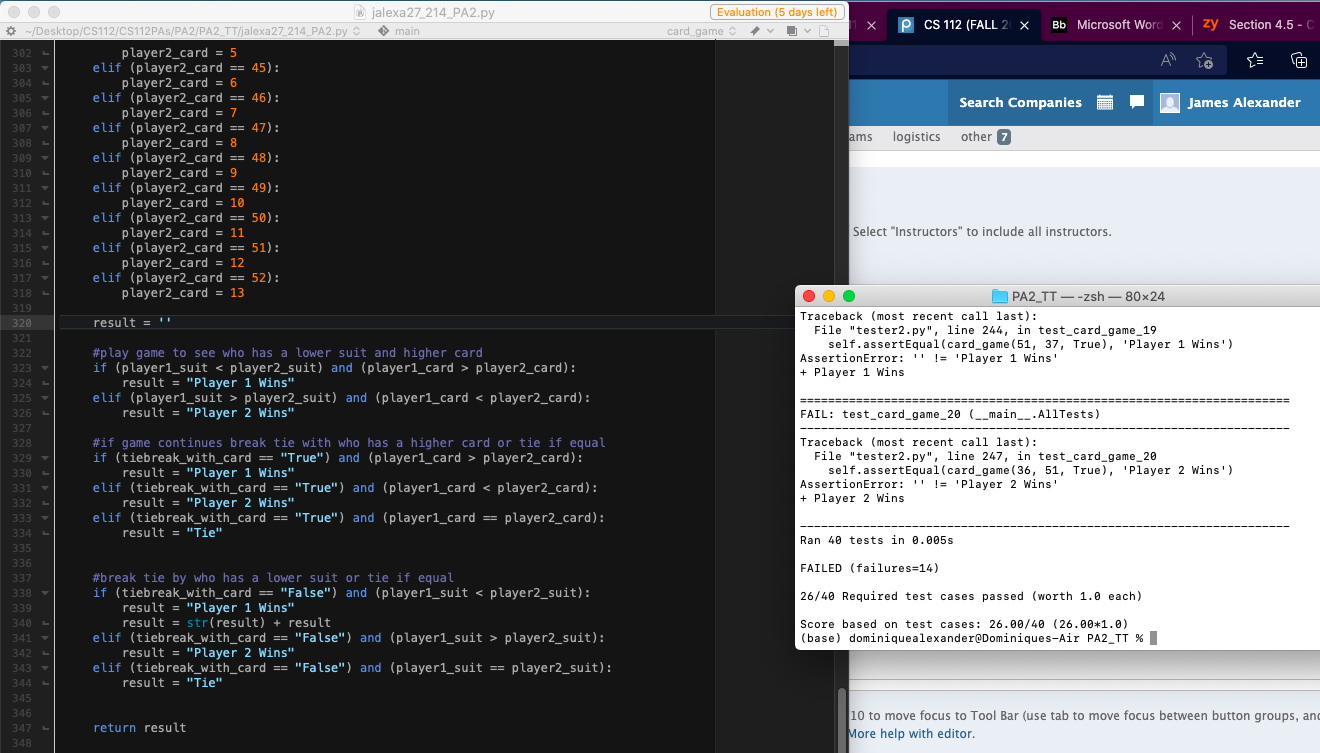 jalexa27_214_PA2.py
Evaluation (5 days left)
~/Desktop/CS112/CS112PAs/PA2/PA2_TT/jalexa27_214_PA2.py
main
card_game
302 player2_card = 5
303 elif (player2_card == 45):
304 player2_card = 6
305 elif (player2_card == 46):
306 player2_card = 7
307 elif (player2_card == 47):
308 player2_card = 8
309 elif (player2_card == 48):
310 player2_card = 9
311 elif (player2_card == 49):
312 player2_card = 10
313 elif (player2_card == 50):
314 player2_card = 11
315 elif (player2_card == 51):
316 player2_card = 12
317 elif (player2_card == 52):
318 player2_card = 13
319
320 result = ''
321
322 #play game to see who has a lower suit and higher card
323 if (player1_suit < player2_suit) and (player1_card > player2_card):
324 result = "Player 1 Wins"
325 elif (player1_suit > player2_suit) and (player1_card < player2_card):
326 result = "Player 2 Wins"
327
328 #if game continues break tie with who has a higher card or tie if equal
329 if (tiebreak_with_card == "True") and (player1_card > player2_card):
330 result = "Player 1 Wins"
331 elif (tiebreak_with_card == "True") and (player1_card < player2_card):
332 result = "Player 2 Wins"
333 elif (tiebreak_with_card == "True") and (player1_card == player2_card):
334 result = "Tie"
335
336
337 #break tie by who has a lower suit or tie if equal
338 if (tiebreak_with_card == "False") and (player1_suit < player2_suit):
339 result = "Player 1 Wins"
340 result = str(result) + result
341 elif (tiebreak_with_card == "False") and (player1_suit > player2_suit):
342 result = "Player 2 Wins"
343 elif (tiebreak_with_card == "False") and (player1_suit == player2_suit):
344 result = "Tie"
345
346
347 return result
348
CS 112 (FALL 2
Bb Microsoft Word
zy Section 4.5 - C
Search Companies
James Alexander
ams logistics other 7
Select "Instructors" to include all instructors.
PA2_TT — -zsh — 80×24
Traceback (most recent call last):
File "tester2.py", line 244, in test_card_game_19
self.assertEqual(card_game(51, 37, True), 'Player 1 Wins')
AssertionError: '' != 'Player 1 Wins'
+ Player 1 Wins
======================================================================
FAIL: test_card_game_20 (__main__.AllTests)
----------------------------------------------------------------------
Traceback (most recent call last):
File "tester2.py", line 247, in test_card_game_20
self.assertEqual(card_game(36, 51, True), 'Player 2 Wins')
AssertionError: '' != 'Player 2 Wins'
+ Player 2 Wins
----------------------------------------------------------------------
Ran 40 tests in 0.005s
FAILED (failures=14)
26/40 Required test cases passed (worth 1.0 each)
Score based on test cases: 26.00/40 (26.00*1.0)
(base) dominiquealexander@Dominiques-Air PA2_TT %
10 to move focus to Tool Bar (use tab to move focus between button groups, and
More help with editor.